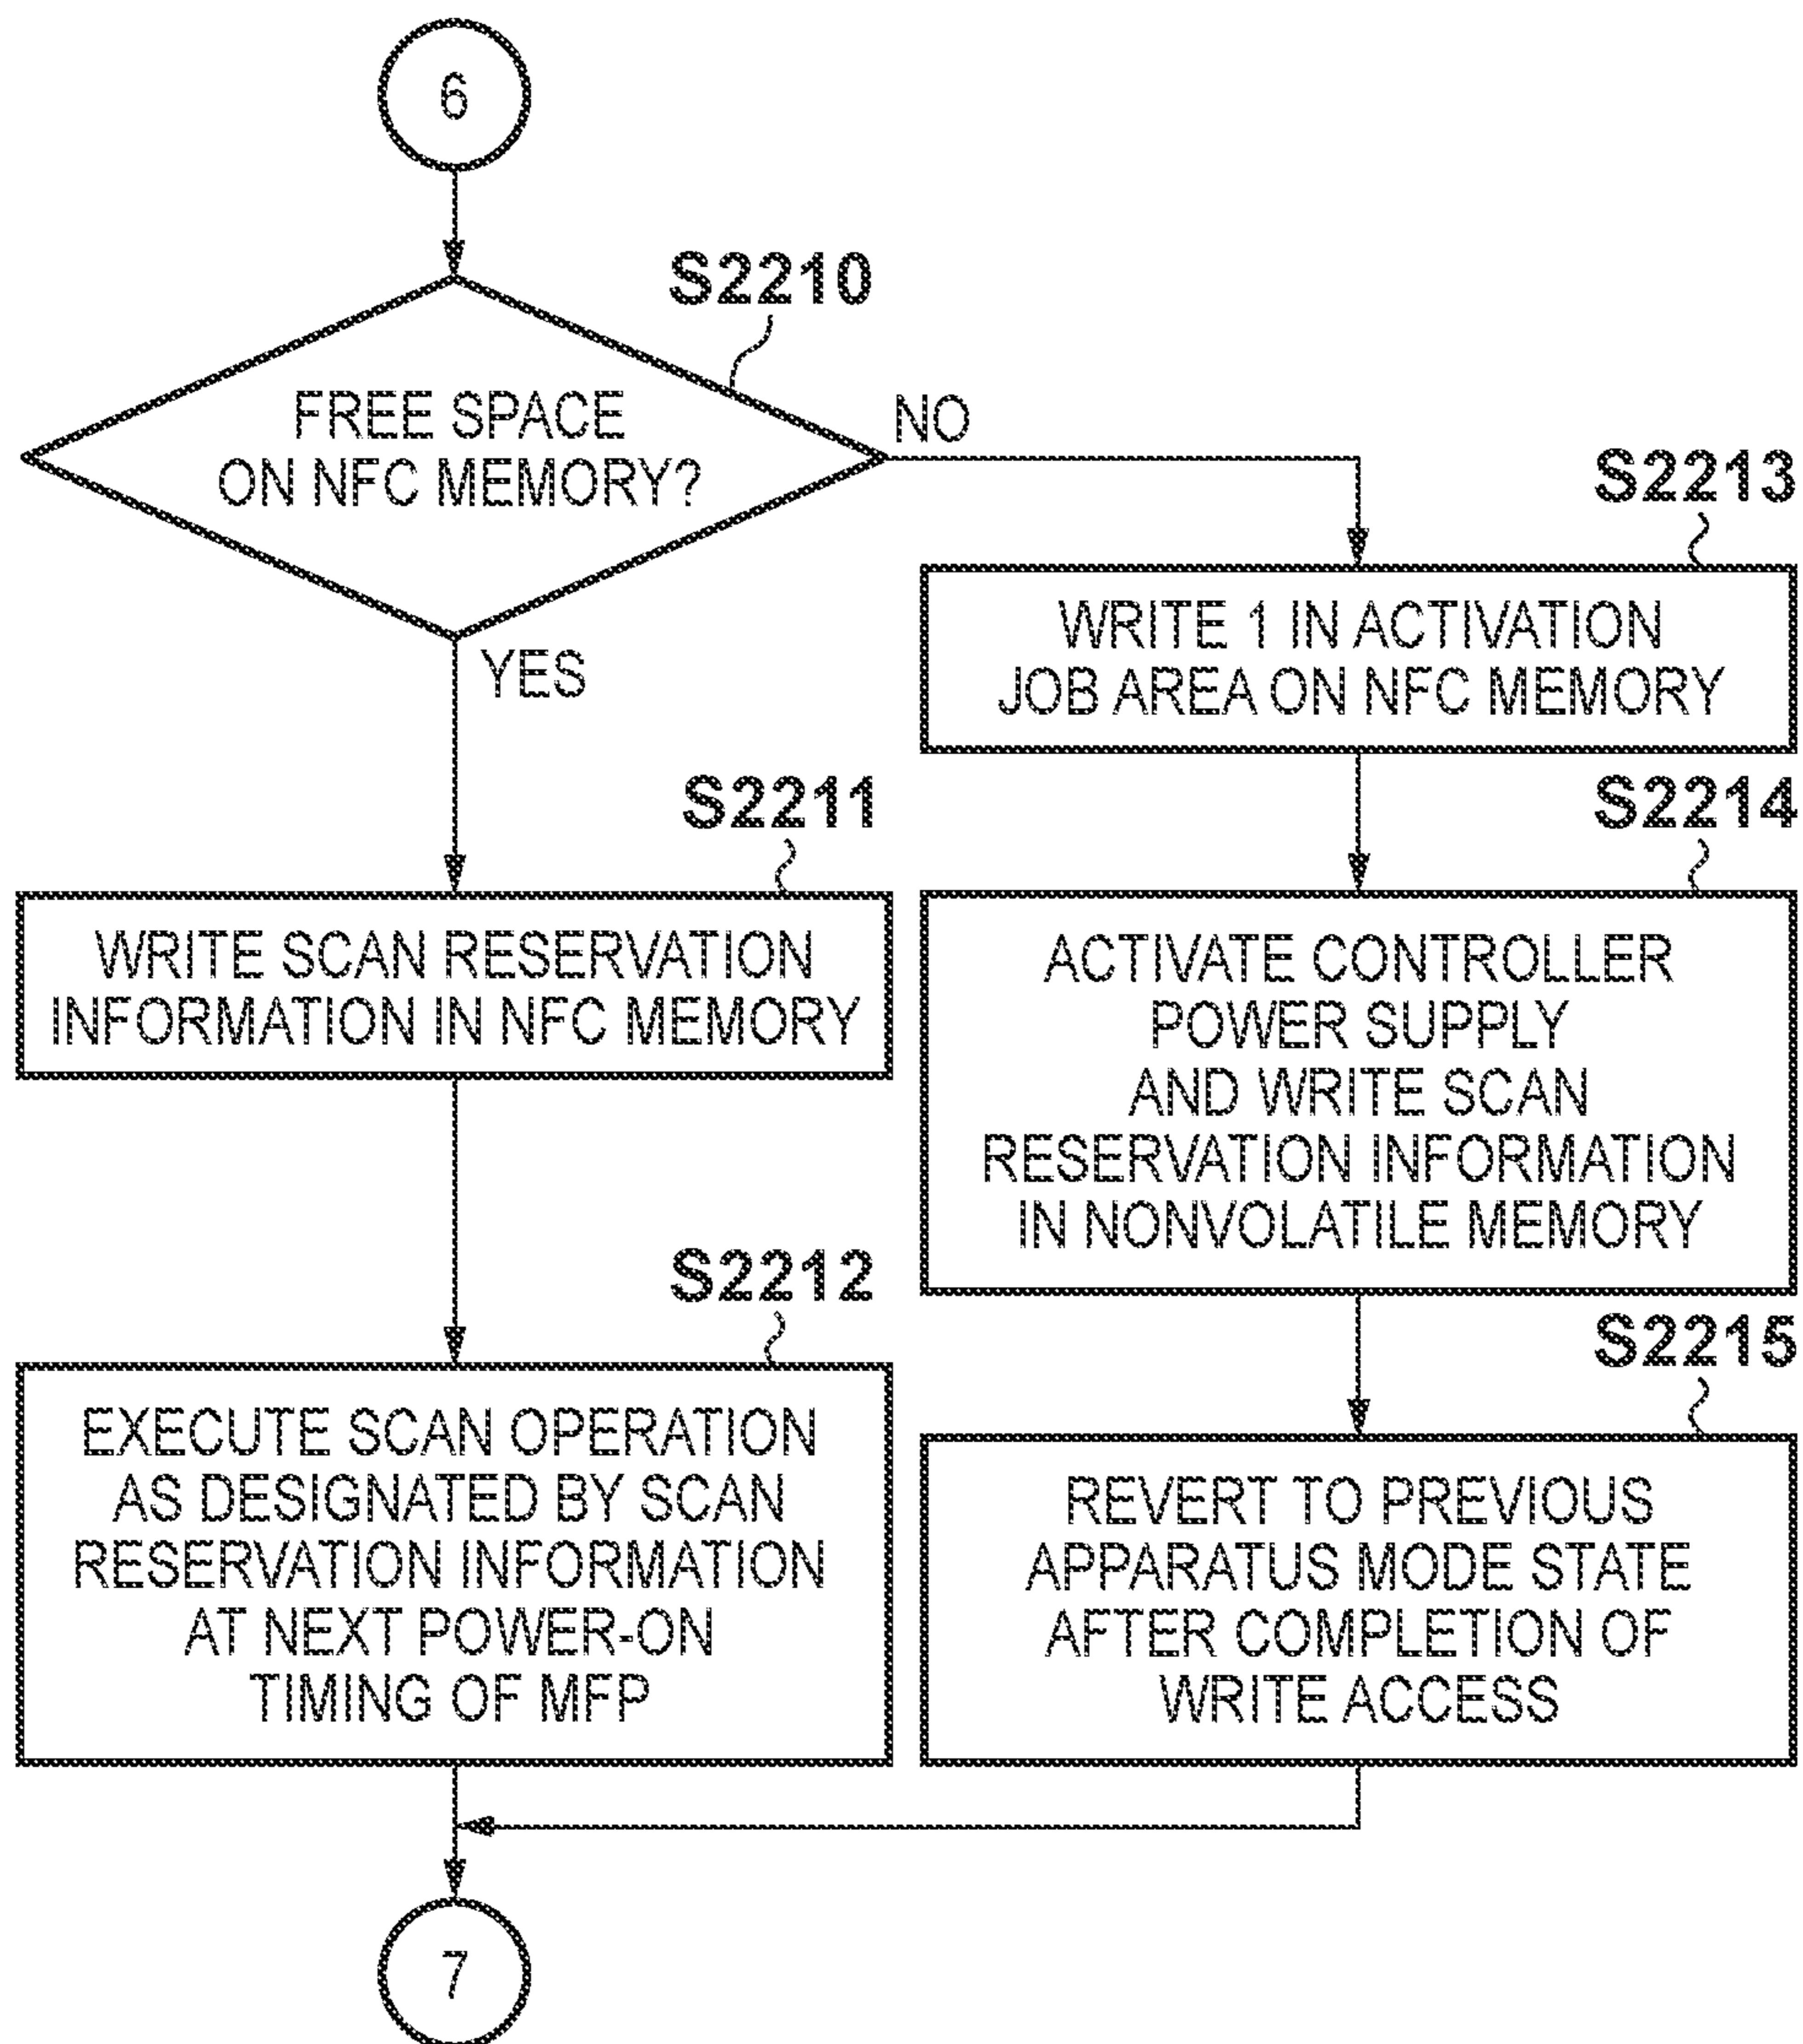 6
S2210
FREE SPACE
ON NFC MEMORY?
NO
YES
S2211
WRITE SCAN RESERVATION
INFORMATION IN NFC MEMORY
S2212
EXECUTE SCAN OPERATION
AS DESIGNATED BY SCAN
RESERVATION INFORMATION
AT NEXT POWER-ON
TIMING OF MFP
S2213
WRITE 1 IN ACTIVATION
JOB AREA ON NFC MEMORY
S2214
ACTIVATE CONTROLLER
POWER SUPPLY
AND WRITE SCAN
RESERVATION INFORMATION
IN NONVOLATILE MEMORY
S2215
REVERT TO PREVIOUS
APPARATUS MODE STATE
AFTER COMPLETION OF
WRITE ACCESS
7